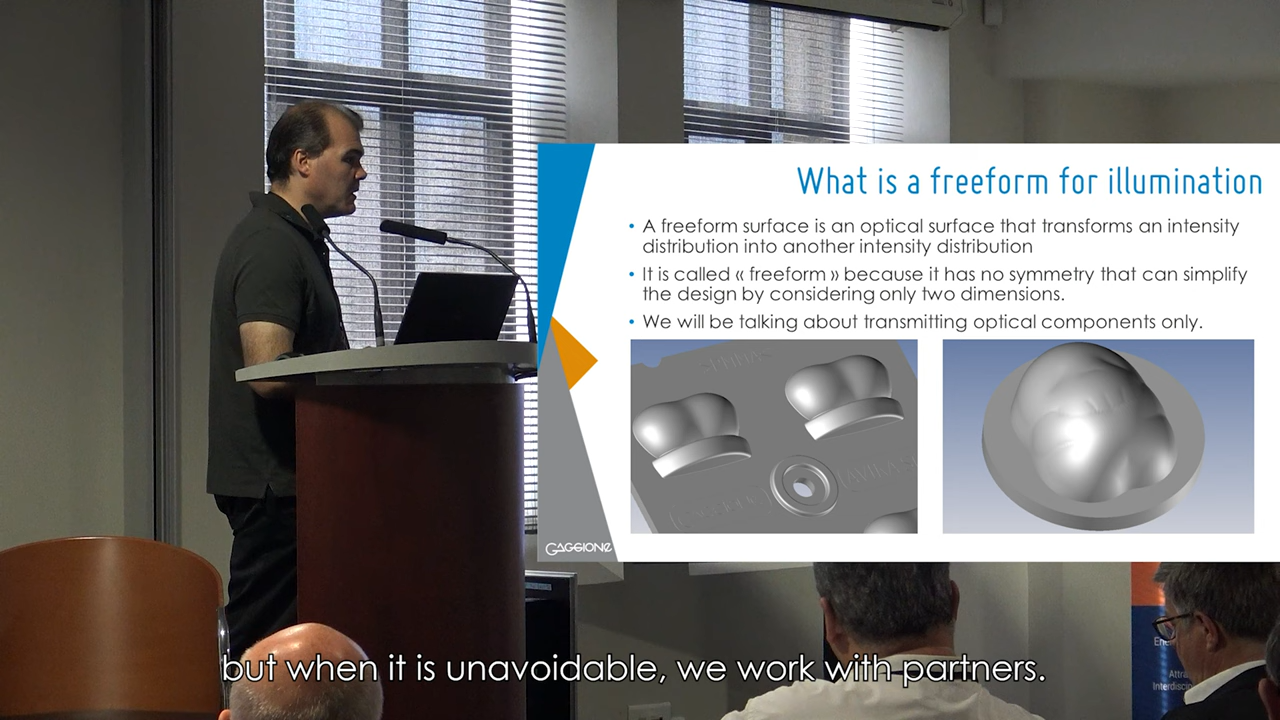 What is a freeform for illumination
• A freeform surface is an optical surface that transforms an intensity
distribution into another intensity distribution
• It is called « freeform » because it has no symmetry that can simplify
the design by considering only two dimensions.
• We will be talking about transmitting optical components only.
GAGGIONE
but when it is unavoidable, we work with partners.